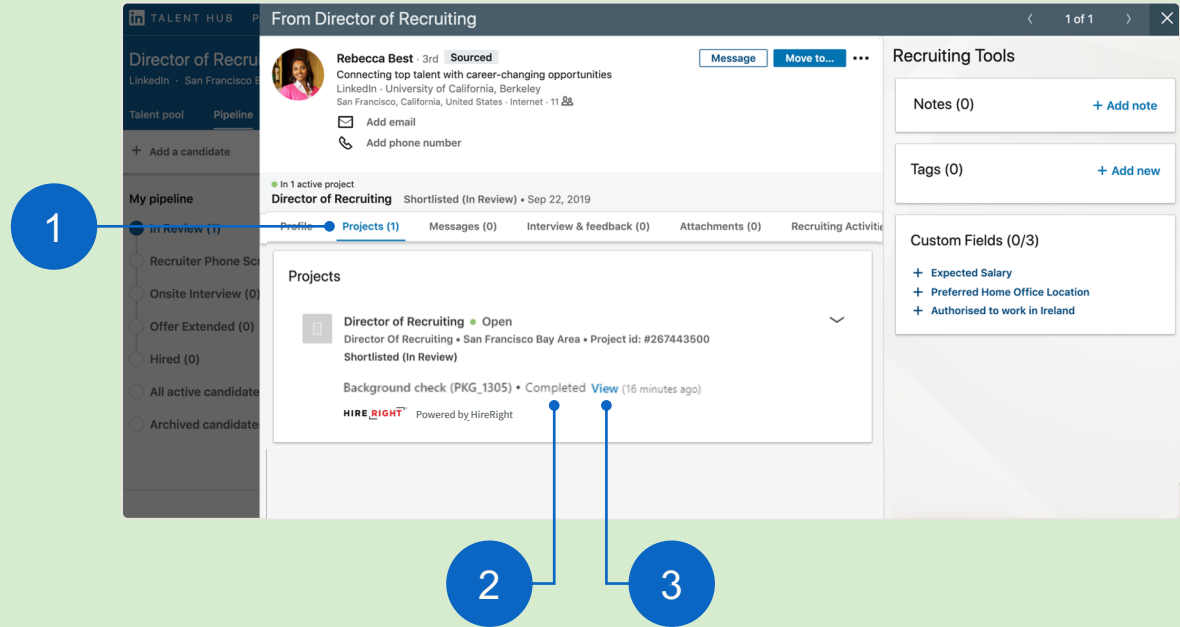 in TALENT HUB P
From Director of Recruiting
1 of 1
Director of Recru
LinkedIn · San Francisco B
Talent pool Pipeline
+ Add a candidate
My pipeline
In Review (1)
Recruiter Phone Scr
Onsite Interview (0)
Offer Extended (0)
Hired (0)
All active candidate
Archived candidate
Rebecca Best · 3rd Sourced
Connecting top talent with career-changing opportunities
LinkedIn · University of California, Berkeley
San Francisco, California, United States · Internet · 11
Add email
Add phone number
Message Move to... •••
In 1 active project
Director of Recruiting Shortlisted (In Review) • Sep 22, 2019
Profile Projects (1) Messages (0) Interview & feedback (0) Attachments (0) Recruiting Activitie
Projects
Director of Recruiting • Open
Director Of Recruiting • San Francisco Bay Area • Project id: #267443500
Shortlisted (In Review)
Background check (PKG_1305) • Completed View (16 minutes ago)
HIRE RIGHT Powered by HireRight
Recruiting Tools
Notes (0) + Add note
Tags (0) + Add new
Custom Fields (0/3)
+ Expected Salary
+ Preferred Home Office Location
+ Authorised to work in Ireland
1
2
3